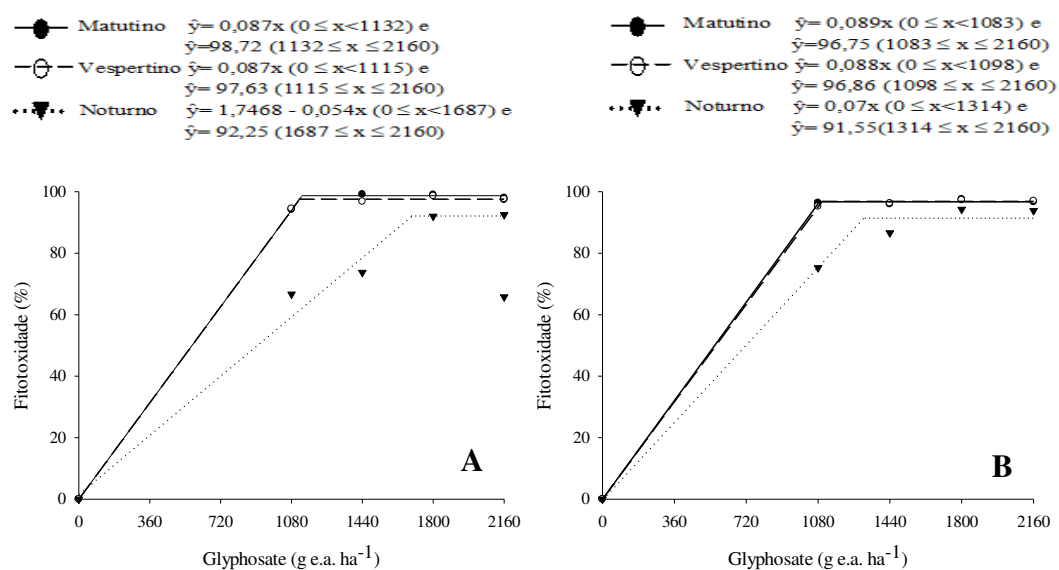 Matutino ŷ= 0,087x (0 ≤ x<1132) e
ŷ=98,72 (1132 ≤ x ≤ 2160)
Vespertino ŷ= 0,087x (0 ≤ x<1115) e
ŷ= 97,63 (1115 ≤ x ≤ 2160)
Noturno ŷ= 1,7468 - 0,054x (0 ≤ x<1687) e
ŷ= 92,25 (1687 ≤ x ≤ 2160)
Matutino ŷ= 0,089x (0 ≤ x<1083) e
ŷ=96,75 (1083 ≤ x ≤ 2160)
Vespertino ŷ= 0,088x (0 ≤ x<1098) e
ŷ= 96,86 (1098 ≤ x ≤ 2160)
Noturno ŷ= 0,07x (0 ≤ x<1314) e
ŷ= 91,55(1314 ≤ x ≤ 2160)
Fitotoxidade (%)
100
80
60
40
20
0
A
0 360 720 1080 1440 1800 2160
Glyphosate (g e.a. ha⁻¹)
Fitotoxidade (%)
100
80
60
40
20
0
B
0 360 720 1080 1440 1800 2160
Glyphosate (g e.a. ha⁻¹)